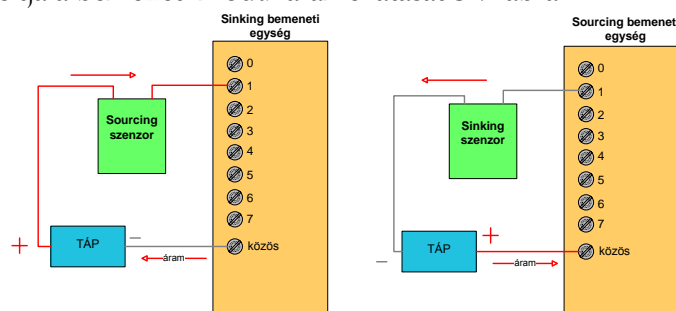 Sinking bemeneti
egység
0
1
2
3
4
5
6
7
közös
Sourcing
szenzor
TÁP
+
–
áram
Sourcing bemenet
egység
0
1
2
3
4
5
6
7
közös
Sinking
szenzor
TÁP
+
–
áram